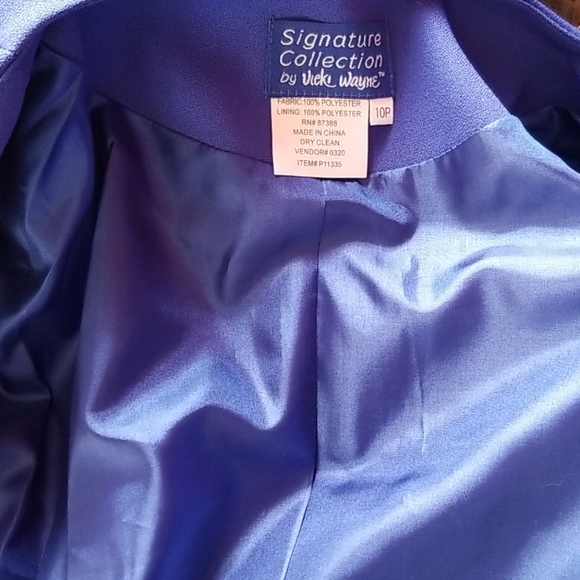 Signature
Collection
by Vicki Wayne™
FABRIC:100% POLYESTER
LINING: 100% POLYESTER
RN# 87388
MADE IN CHINA
DRY CLEAN
VENDOR# 0320
ITEM# P11335
10P